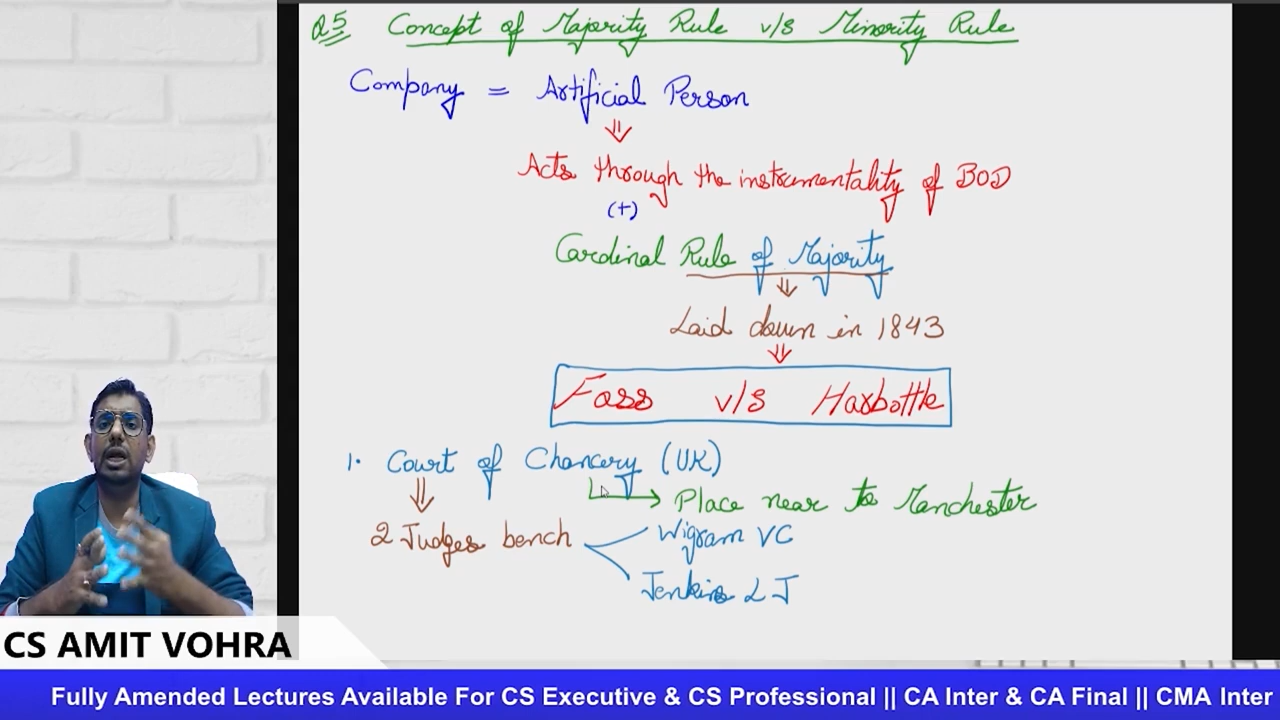 Q5 Concept of Majority Rule v/s Minority Rule
Company = Artificial Person
⇓
Acts through the instrumentality of BOD
(+)
Cardinal Rule of Majority
⇓
Laid down in 1843
⇓
Foss v/s Harbottle
1. Court of Chancery (UK)
⇓ → Place near to Manchester
2 Judges bench
Wigram VC
Jenkins L J
CS AMIT VOHRA
Fully Amended Lectures Available For CS Executive & CS Professional || CA Inter & CA Final || CMA Inter